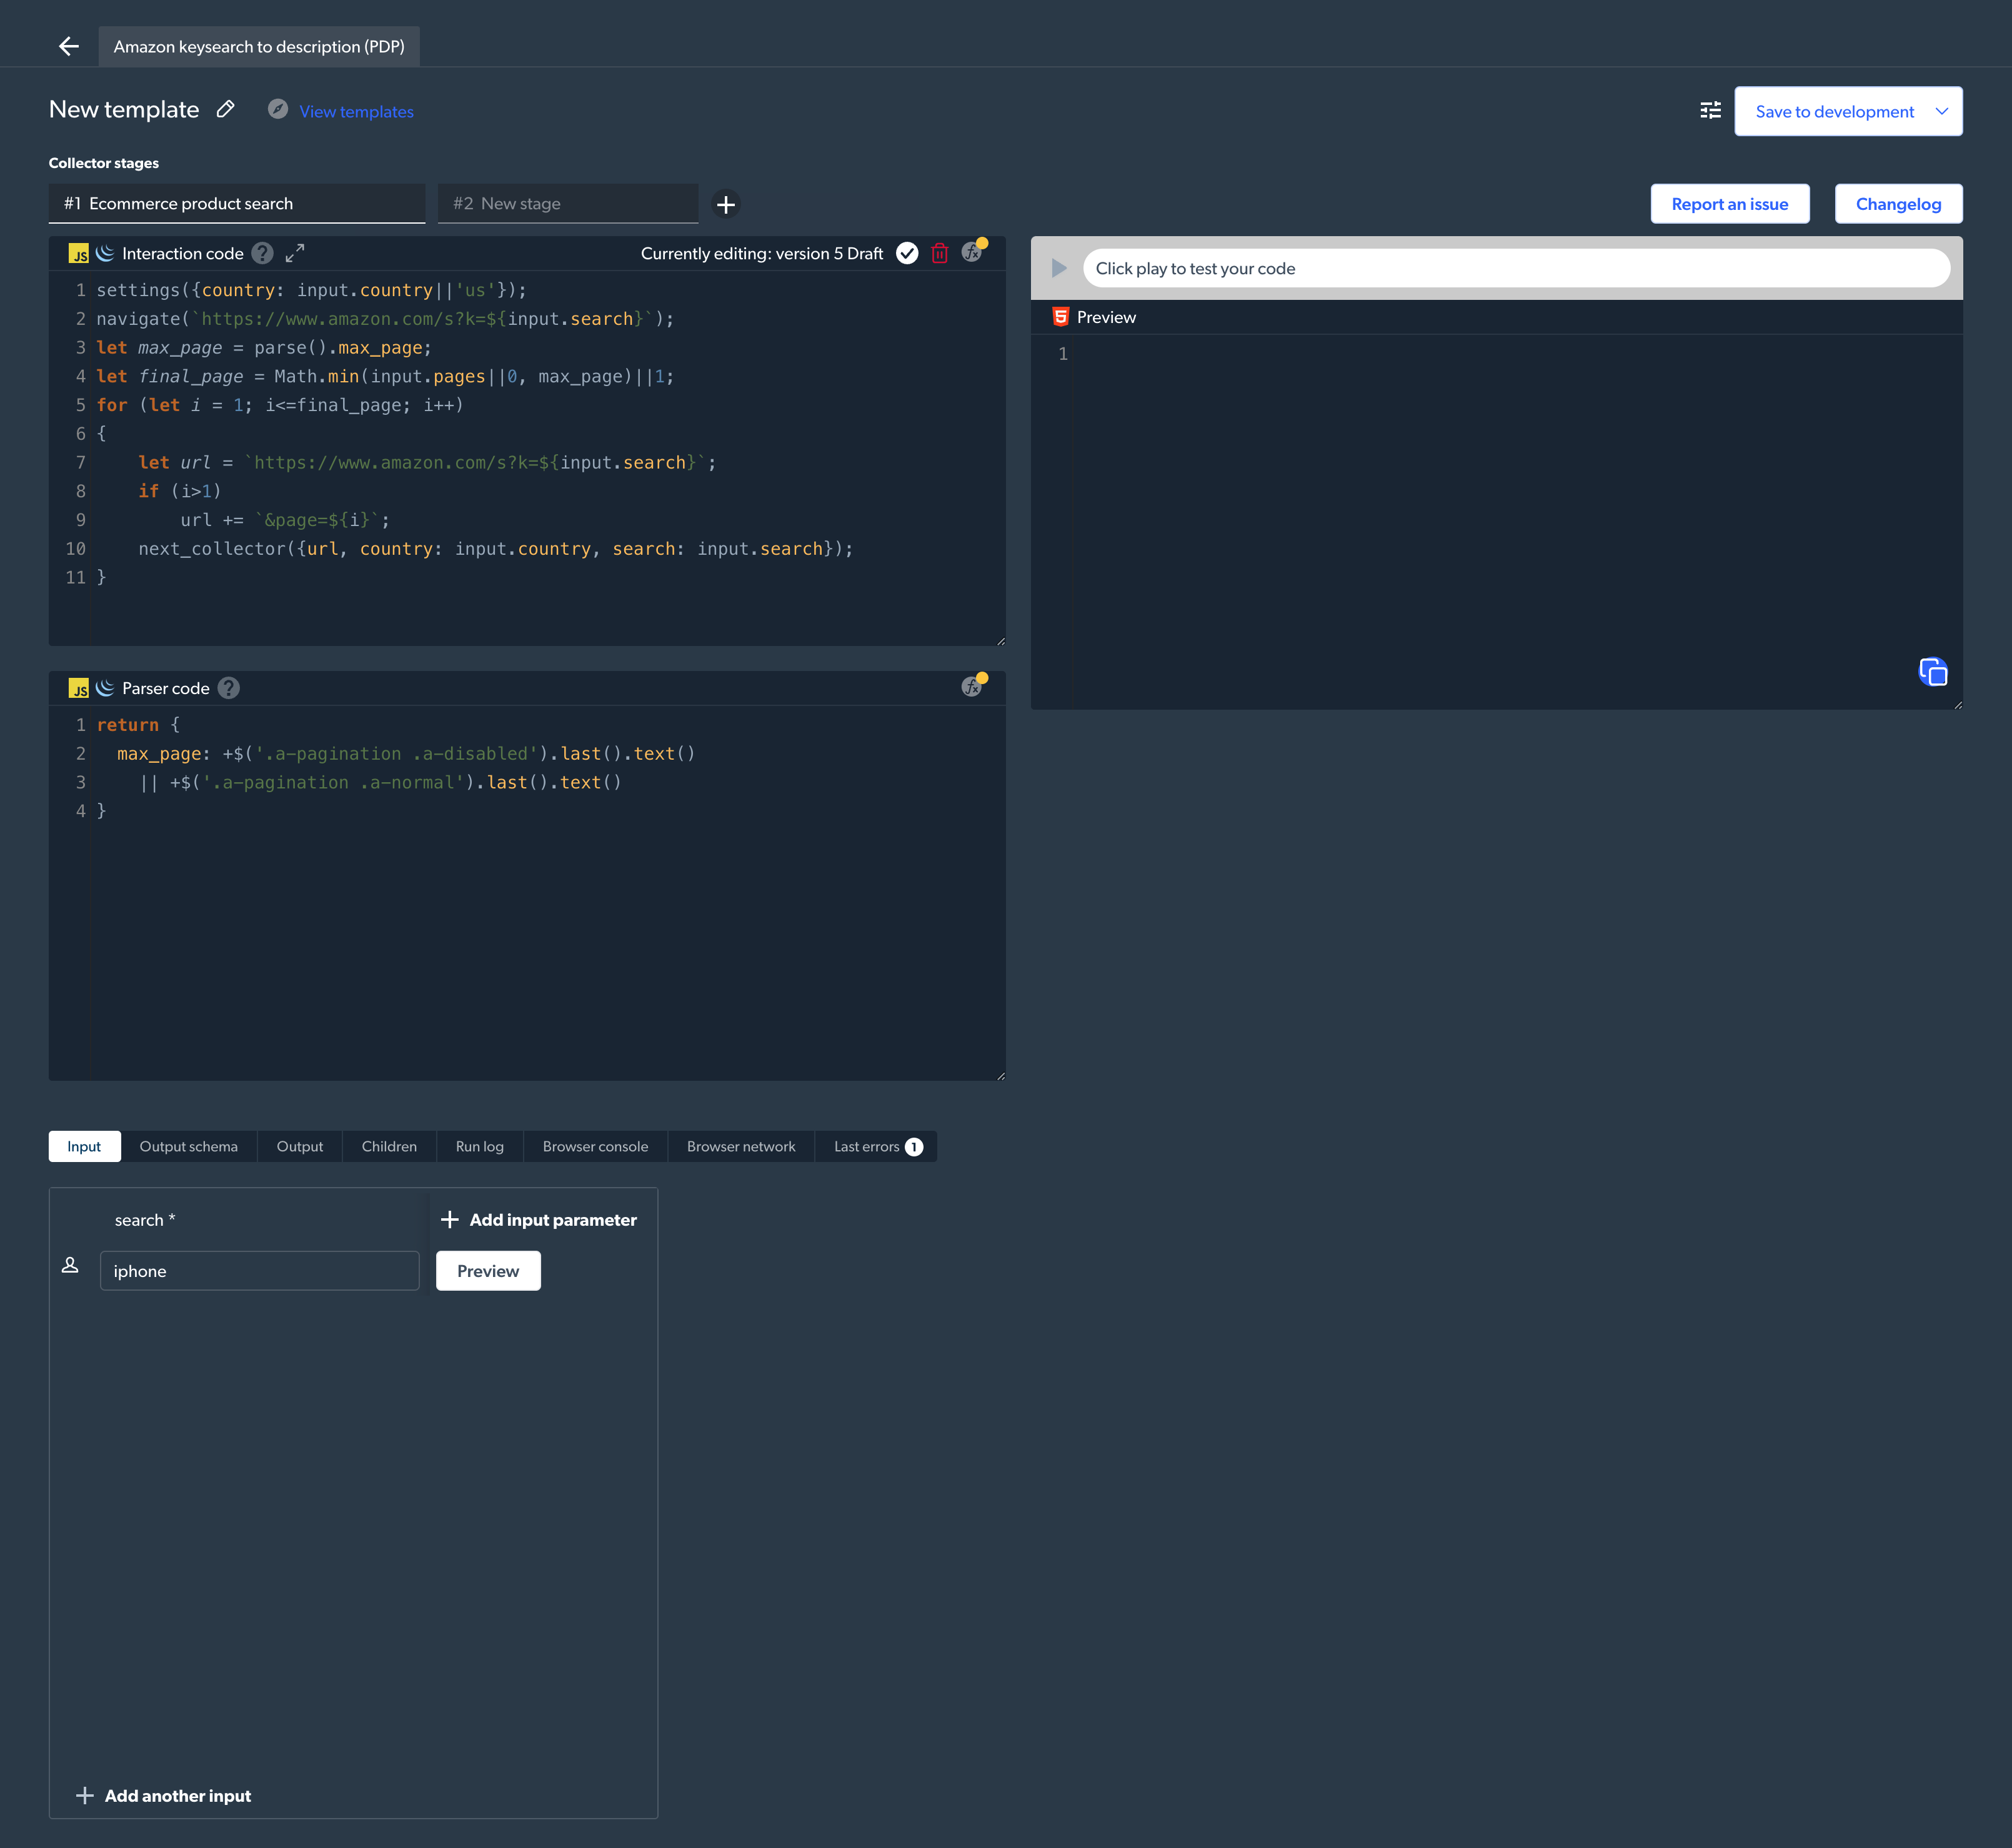 Amazon keysearch to description (PDP)
New template
View templates
Save to development
Collector stages
#1 Ecommerce product search
#2 New stage
Report an issue
Changelog
JS
Interaction code
?
Currently editing: version 5 Draft
fx
1 settings({country: input.country||'us'});
2 navigate(`https://www.amazon.com/s?k=${input.search}`);
3 let max_page = parse().max_page;
4 let final_page = Math.min(input.pages||0, max_page)||1;
5 for (let i = 1; i<=final_page; i++)
6 {
7     let url = `https://www.amazon.com/s?k=${input.search}`;
8     if (i>1)
9         url += `&page=${i}`;
10     next_collector({url, country: input.country, search: input.search});
11 }
Click play to test your code
5
Preview
1
JS
Parser code
?
fx
1 return {
2   max_page: +$('.a-pagination .a-disabled').last().text()
3     || +$('.a-pagination .a-normal').last().text()
4 }
Input
Output schema
Output
Children
Run log
Browser console
Browser network
Last errors 1
search *
+ Add input parameter
iphone
Preview
+ Add another input